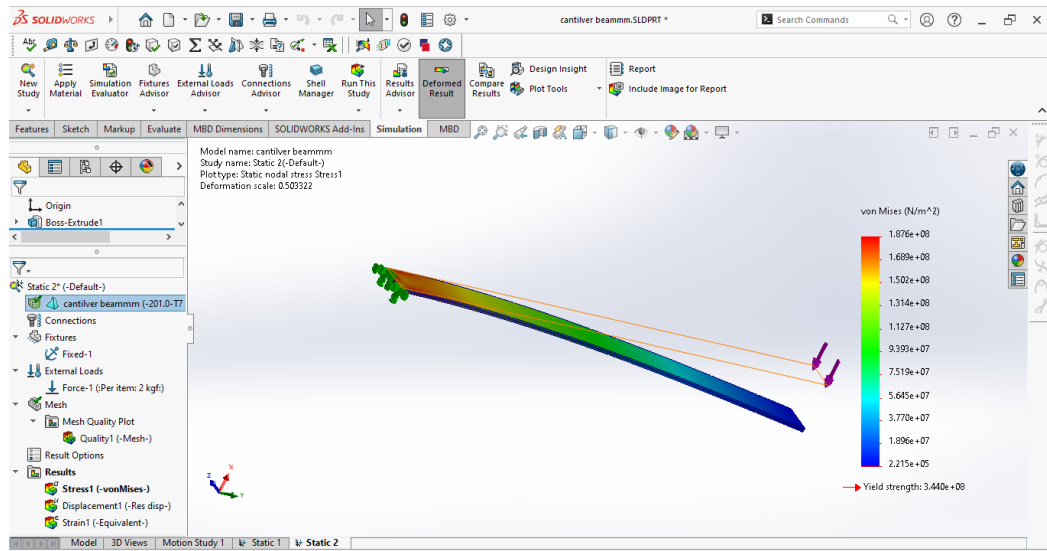 SOLIDWORKS
cantilver beammm.SLDPRT *
Search Commands
New Study
Apply Material
Simulation Evaluator
Fixtures Advisor
External Loads Advisor
Connections Advisor
Shell Manager
Run This Study
Results Advisor
Deformed Result
Compare Results
Design Insight
Plot Tools
Report
Include Image for Report
Features Sketch Markup Evaluate MBD Dimensions SOLIDWORKS Add-Ins Simulation MBD
Model name: cantilver beammm
Study name: Static 2(-Default-)
Plot type: Static nodal stress Stress1
Deformation scale: 0.503322
Origin
Boss-Extrude1
Static 2* (-Default-)
cantilver beammm (-201.0-T7
Connections
Fixtures
Fixed-1
External Loads
Force-1 (:Per item: 2 kgf:)
Mesh
Mesh Quality Plot
Quality1 (-Mesh-)
Result Options
Results
Stress1 (-vonMises-)
Displacement1 (-Res disp-)
Strain1 (-Equivalent-)
von Mises (N/m^2)
1.876e+08
1.689e+08
1.502e+08
1.314e+08
1.127e+08
9.393e+07
7.519e+07
5.645e+07
3.770e+07
1.896e+07
2.215e+05
Yield strength: 3.440e+08
Z
X
Y
Model 3D Views Motion Study 1 Static 1 Static 2